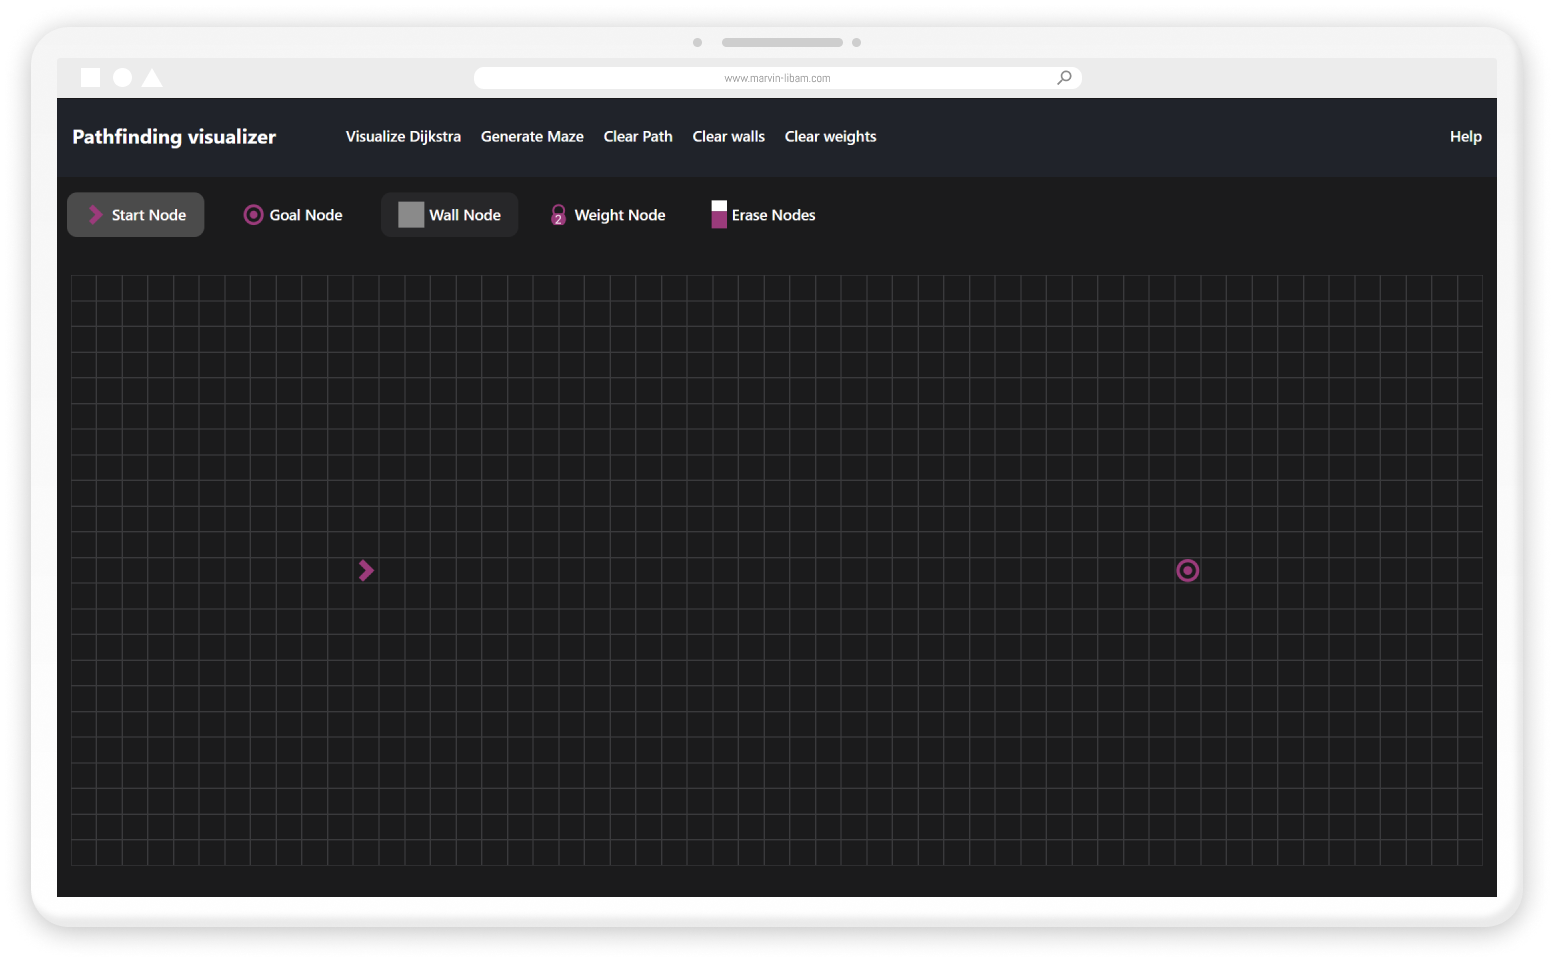 www.marvin-libam.com
Pathfinding visualizer Visualize Dijkstra Generate Maze Clear Path Clear walls Clear weights Help
Start Node Goal Node Wall Node 2 Weight Node Erase Nodes